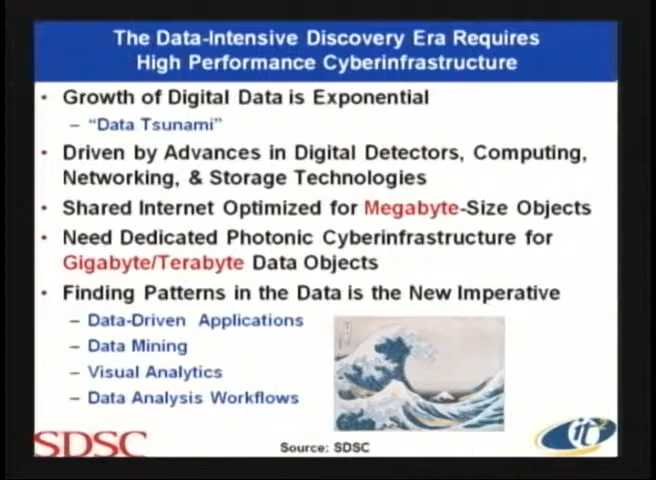 The Data-Intensive Discovery Era Requires
High Performance Cyberinfrastructure
• Growth of Digital Data is Exponential
– "Data Tsunami"
• Driven by Advances in Digital Detectors, Computing,
Networking, & Storage Technologies
• Shared Internet Optimized for Megabyte-Size Objects
• Need Dedicated Photonic Cyberinfrastructure for
Gigabyte/Terabyte Data Objects
• Finding Patterns in the Data is the New Imperative
– Data-Driven Applications
– Data Mining
– Visual Analytics
– Data Analysis Workflows
SDSC
Source: SDSC
it2